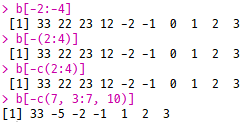 > b[-2:-4]
[1] 33 22 23 12 -2 -1 0 1 2 3
> b[-(2:4)]
[1] 33 22 23 12 -2 -1 0 1 2 3
> b[-c(2:4)]
[1] 33 22 23 12 -2 -1 0 1 2 3
> b[-c(7, 3:7, 10)]
[1] 33 -5 -2 -1 1 2 3